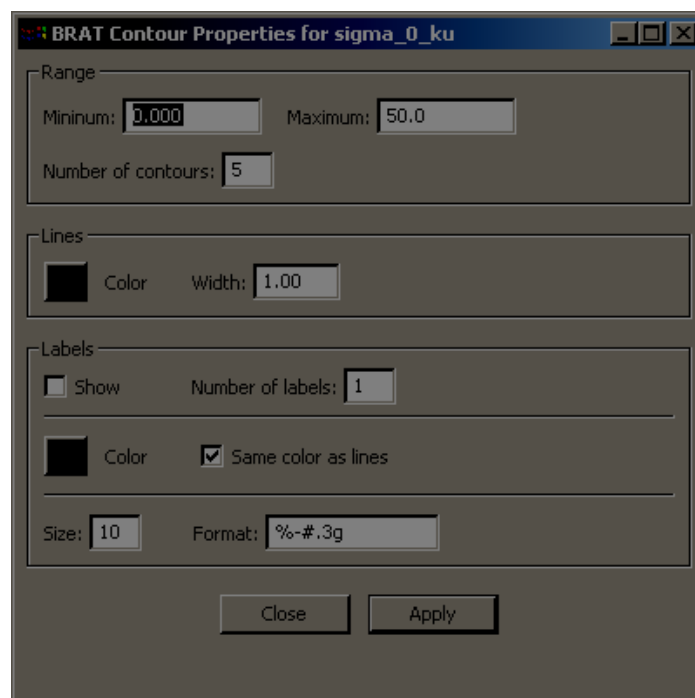 BRAT Contour Properties for sigma_0_ku
Range
Mininum: 0.000 Maximum: 50.0
Number of contours: 5
Lines
Color Width: 1.00
Labels
Show Number of labels: 1
Color Same color as lines
Size: 10 Format: %-#.3g
Close Apply